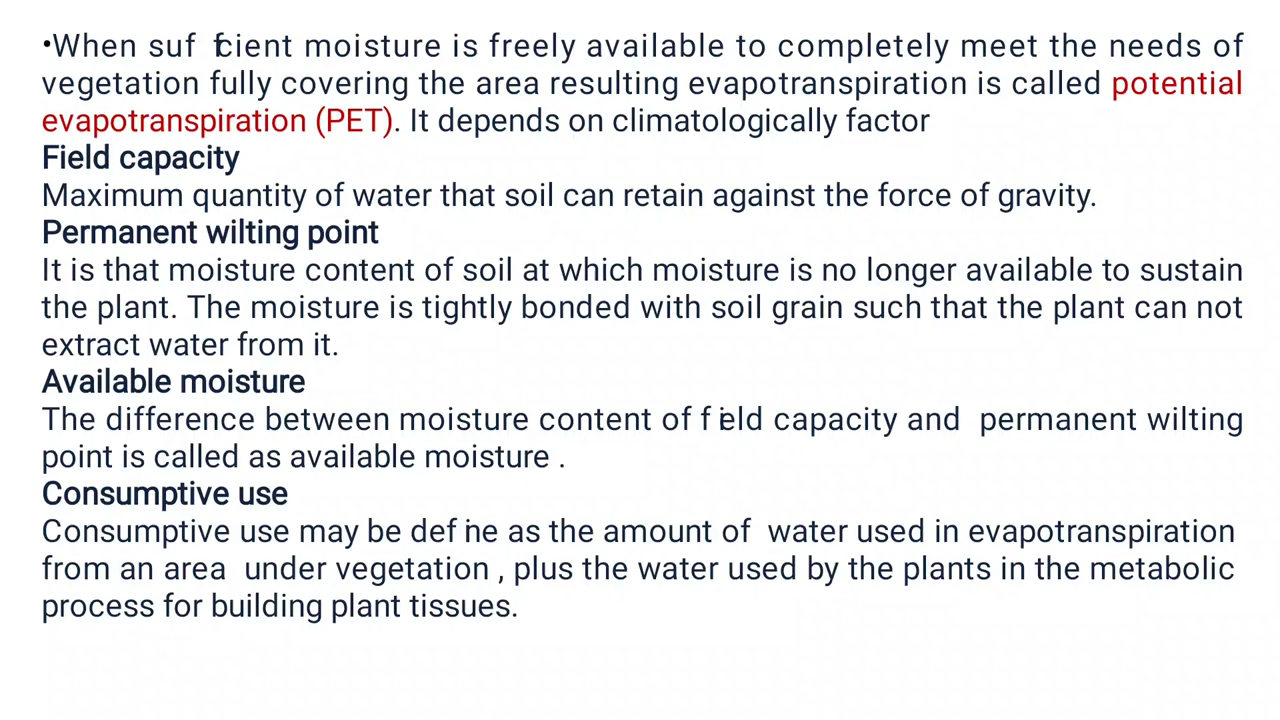 •When sufficient moisture is freely available to completely meet the needs of
vegetation fully covering the area resulting evapotranspiration is called potential
evapotranspiration (PET). It depends on climatologically factor
Field capacity
Maximum quantity of water that soil can retain against the force of gravity.
Permanent wilting point
It is that moisture content of soil at which moisture is no longer available to sustain
the plant. The moisture is tightly bonded with soil grain such that the plant can not
extract water from it.
Available moisture
The difference between moisture content of field capacity and permanent wilting
point is called as available moisture .
Consumptive use
Consumptive use may be define as the amount of water used in evapotranspiration
from an area under vegetation , plus the water used by the plants in the metabolic
process for building plant tissues.